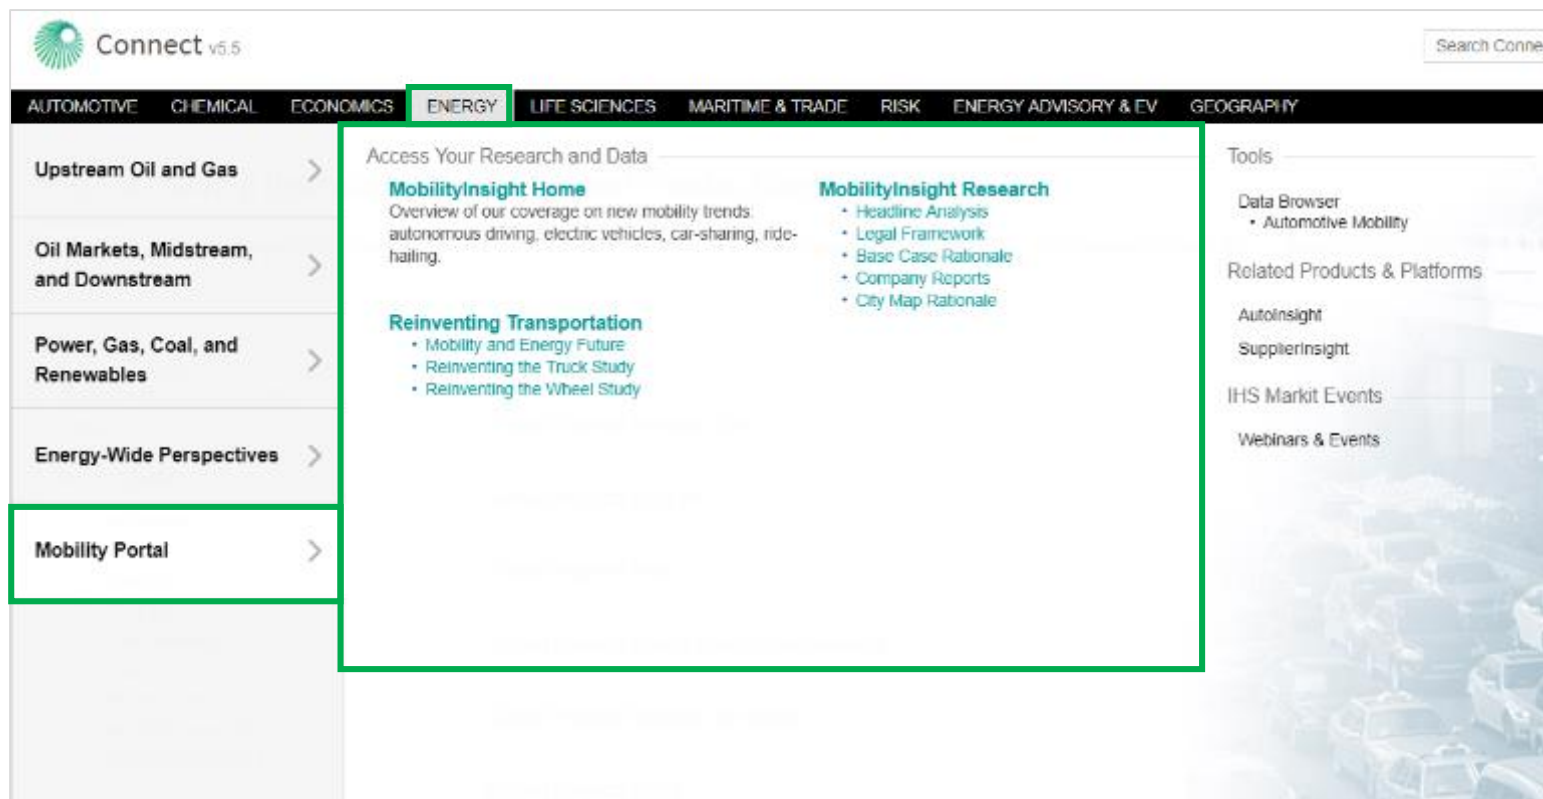 Connect v5.5
Search Conne
AUTOMOTIVE CHEMICAL ECONOMICS ENERGY LIFE SCIENCES MARITIME & TRADE RISK ENERGY ADVISORY & EV GEOGRAPHY
Upstream Oil and Gas
Oil Markets, Midstream,
and Downstream
Power, Gas, Coal, and
Renewables
Energy-Wide Perspectives
Mobility Portal
Access Your Research and Data
MobilityInsight Home
Overview of our coverage on new mobility trends:
autonomous driving, electric vehicles, car-sharing, ride-
hailing.
Reinventing Transportation
• Mobility and Energy Future
• Reinventing the Truck Study
• Reinventing the Wheel Study
MobilityInsight Research
• Headline Analysis
• Legal Framework
• Base Case Rationale
• Company Reports
• City Map Rationale
Tools
Data Browser
• Automotive Mobility
Related Products & Platforms
AutoInsight
SupplierInsight
IHS Markit Events
Webinars & Events